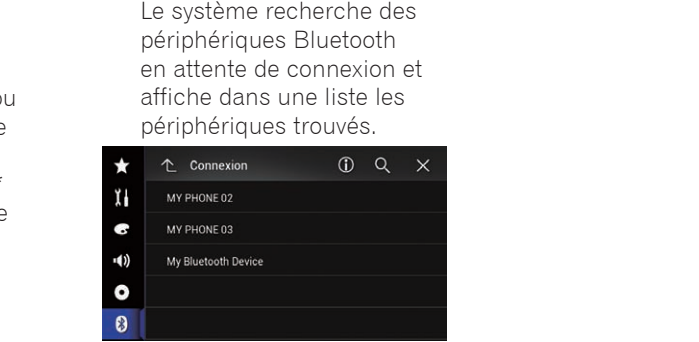 Le système recherche des
périphériques Bluetooth
en attente de connexion et
affiche dans une liste les
périphériques trouvés.
ou
e
e
Connexion
MY PHONE 02
MY PHONE 03
My Bluetooth Device